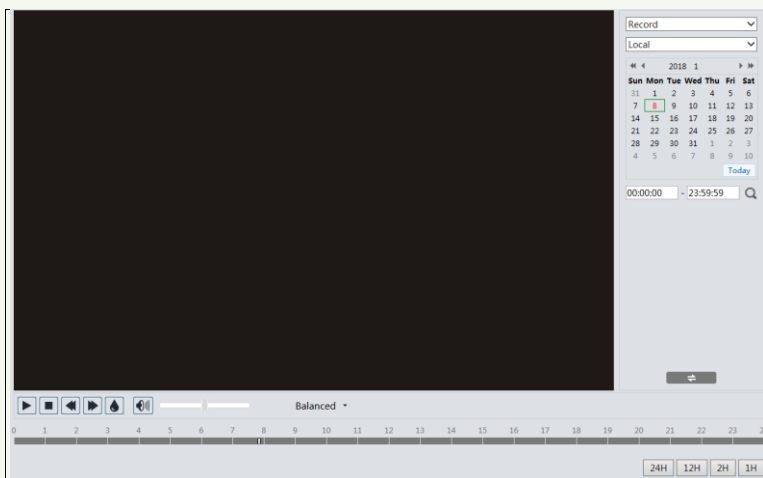 Record
Local
2018 1
Sun Mon Tue Wed Thu Fri Sat
31 1 2 3 4 5 6
7 8 9 10 11 12 13
14 15 16 17 18 19 20
21 22 23 24 25 26 27
28 29 30 31 1 2 3
4 5 6 7 8 9 10
Today
00:00:00 - 23:59:59
Balanced
0 1 2 3 4 5 6 7 8 9 10 11 12 13 14 15 16 17 18 19 20 21 22 23
24H 12H 2H 1H